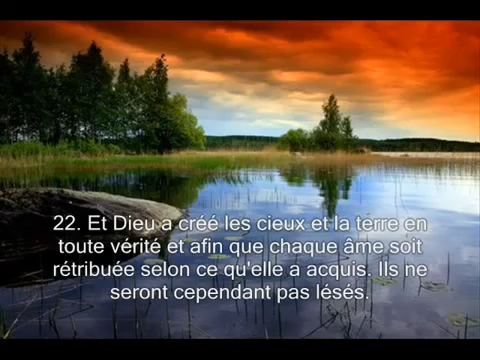 22. Et Dieu a créé les cieux et la terre en
toute vérité et afin que chaque âme soit
rétribuée selon ce qu'elle a acquis. Ils ne
seront cependant pas lésés.